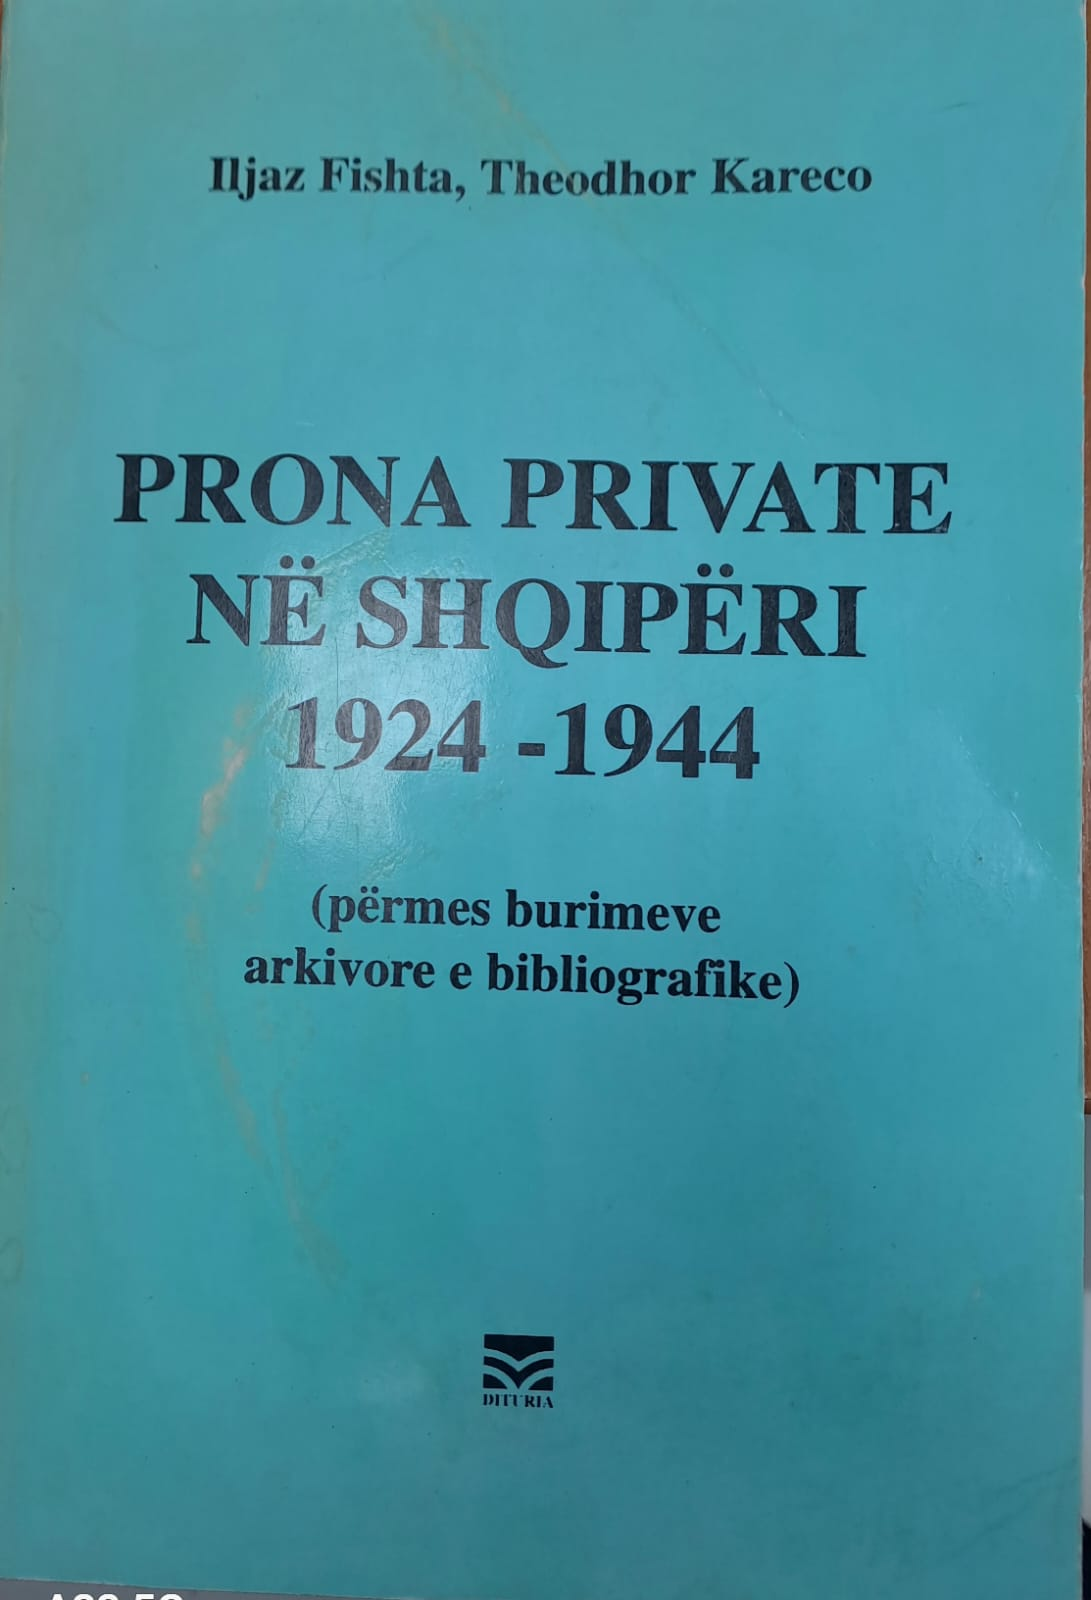 Iljaz Fishta, Theodhor Kareco
PRONA PRIVATE
NË SHQIPËRI
1924 -1944
(përmes burimeve
arkivore e bibliografike)
DITURIA